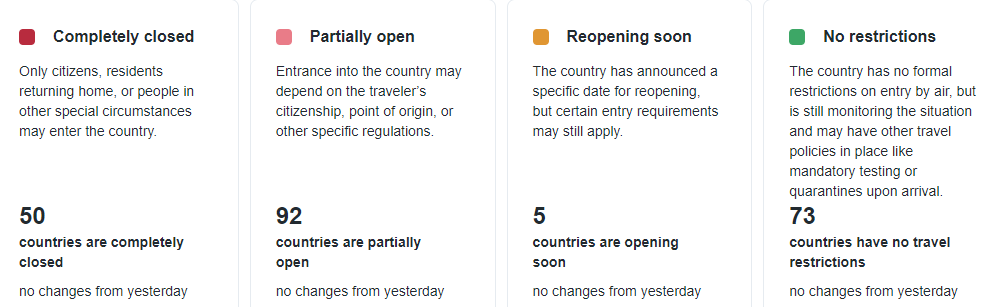 Completely closed
Only citizens, residents
returning home, or people in
other special circumstances
may enter the country.
50
countries are completely
closed
no changes from yesterday
Partially open
Entrance into the country may
depend on the traveler's
citizenship, point of origin, or
other specific regulations.
92
countries are partially
open
no changes from yesterday
Reopening soon
The country has announced a
specific date for reopening,
but certain entry requirements
may still apply.
5
countries are opening
soon
no changes from yesterday
No restrictions
The country has no formal
restrictions on entry by air, but
is still monitoring the situation
and may have other travel
policies in place like
mandatory testing or
quarantines upon arrival.
73
countries have no travel
restrictions
no changes from yesterday